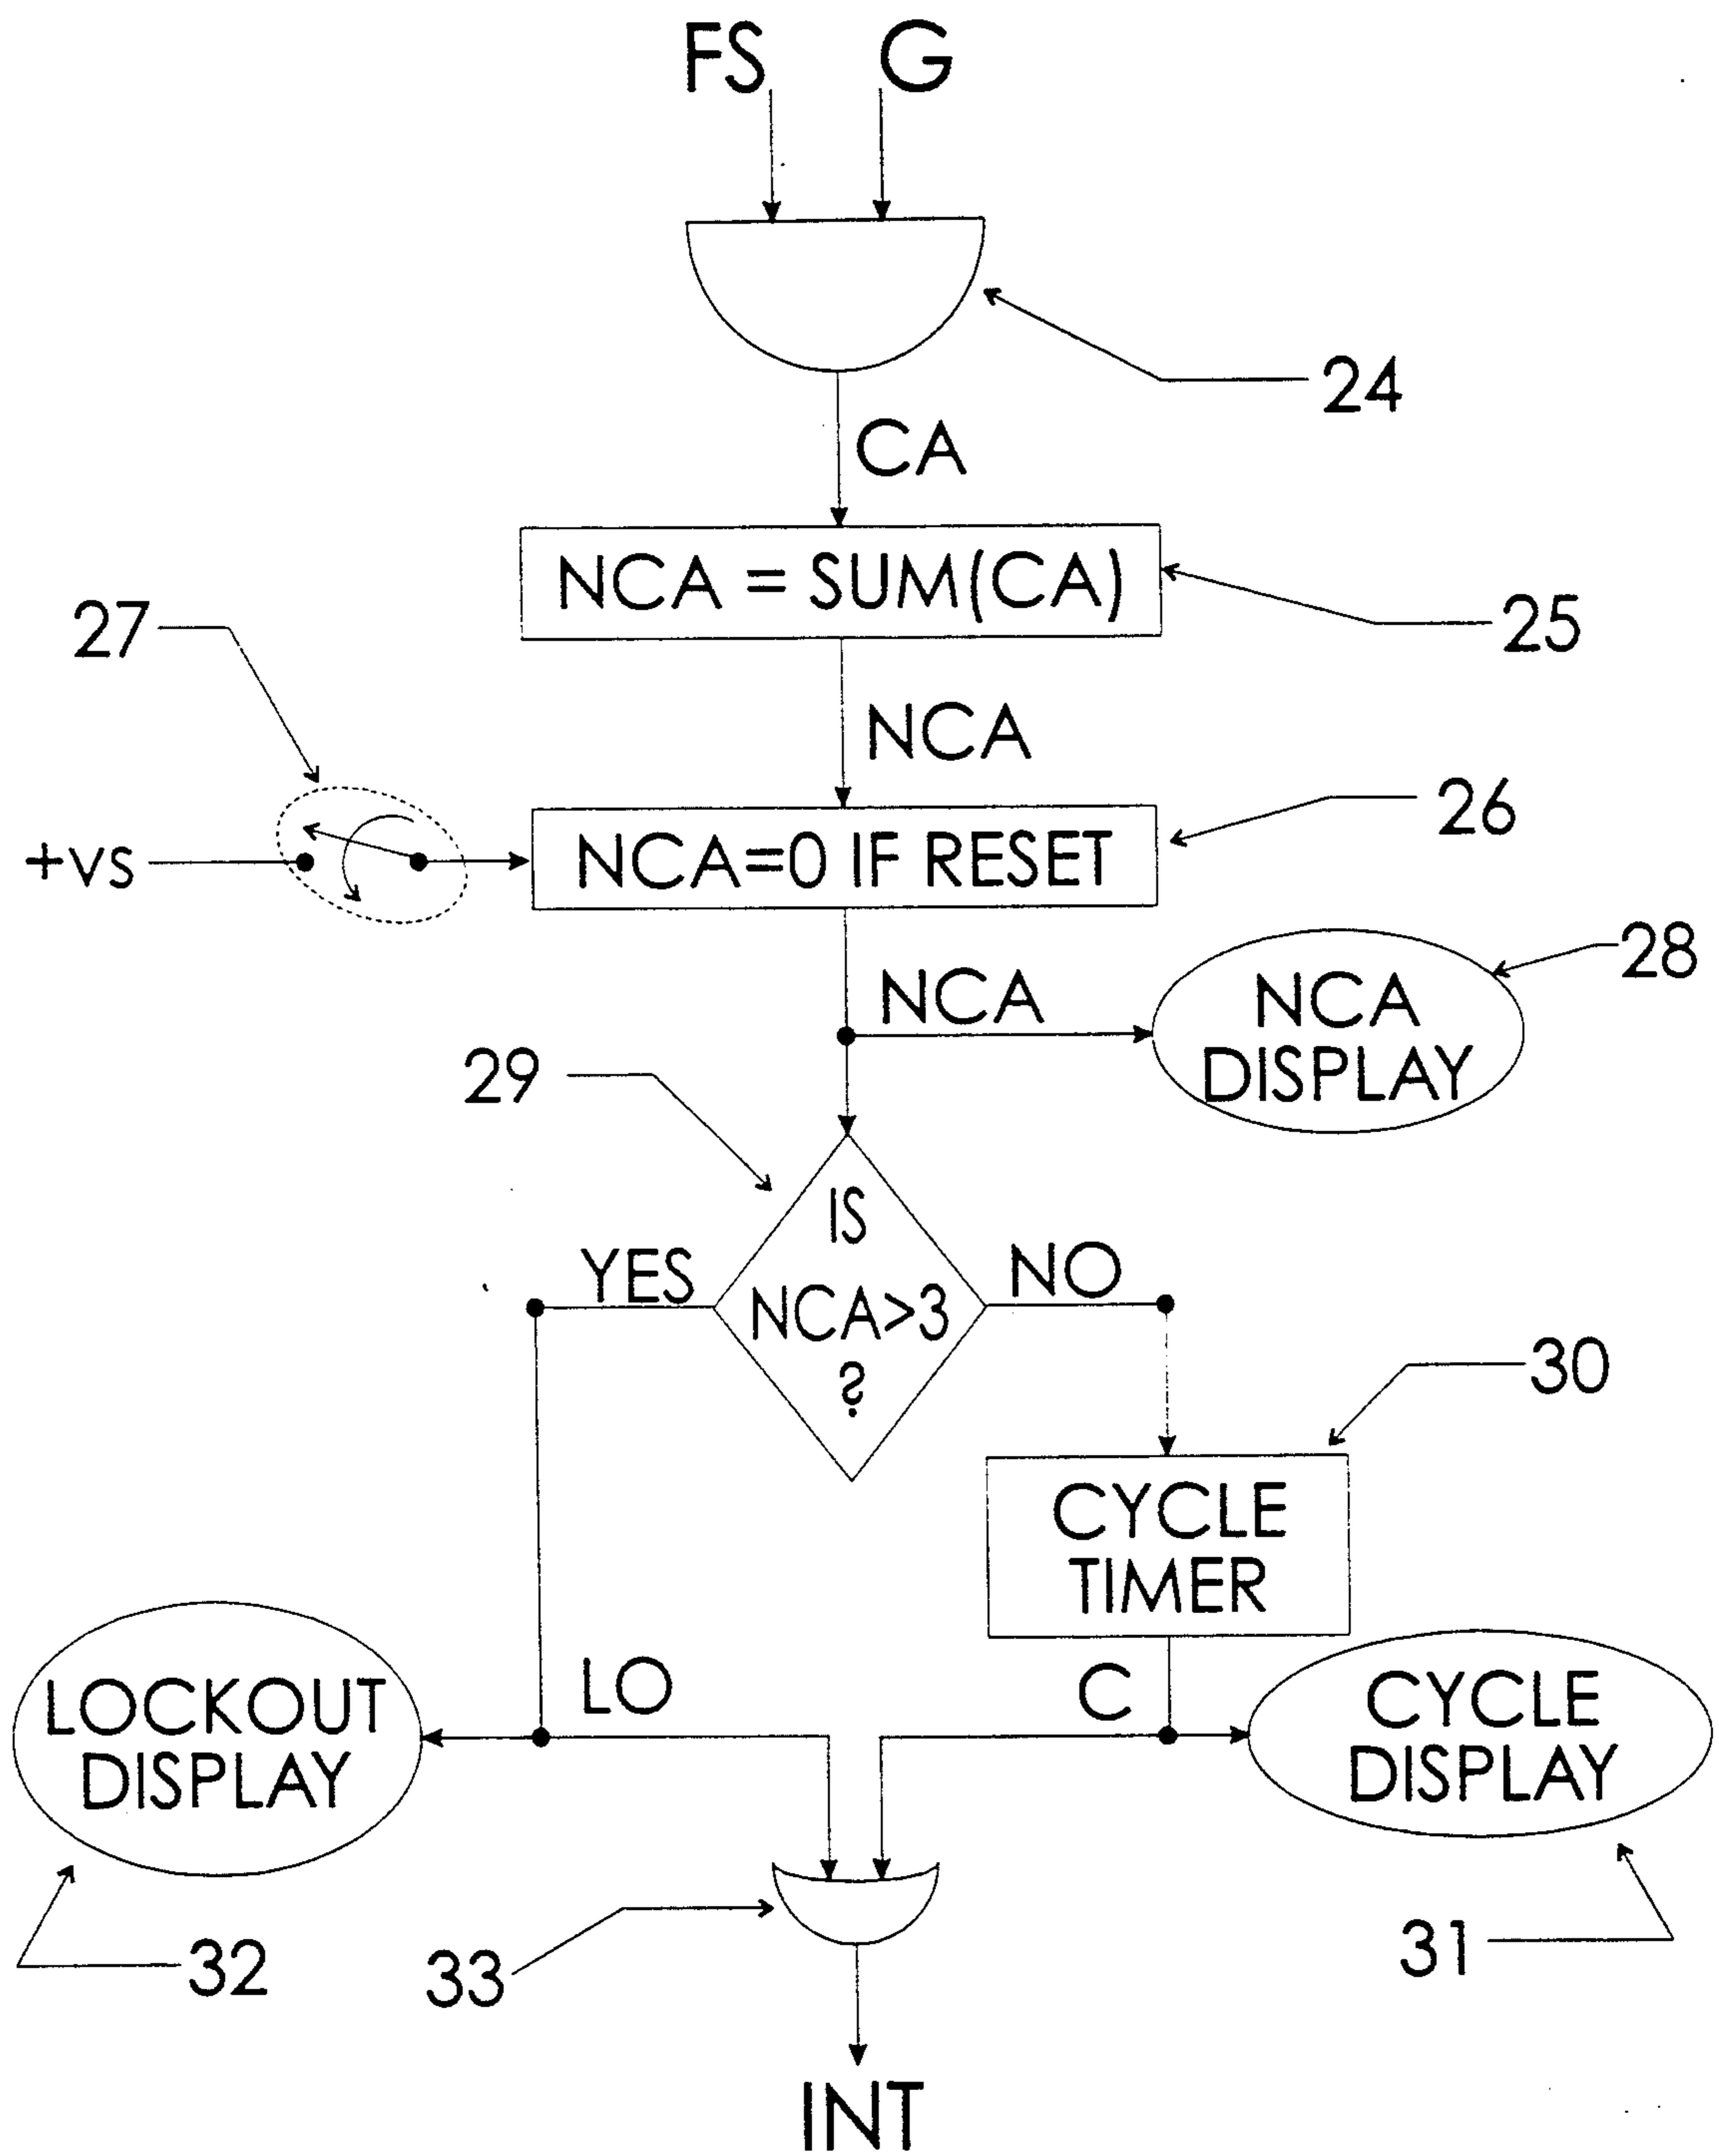 FS G
24
CA
NCA = SUM(CA)
25
27
NCA
26
+VS
NCA=0 IF RESET
28
NCA
NCA
DISPLAY
29
IS
NCA>3
?
YES
NO
30
CYCLE
TIMER
LO
C
LOCKOUT
DISPLAY
CYCLE
DISPLAY
32
33
31
INT